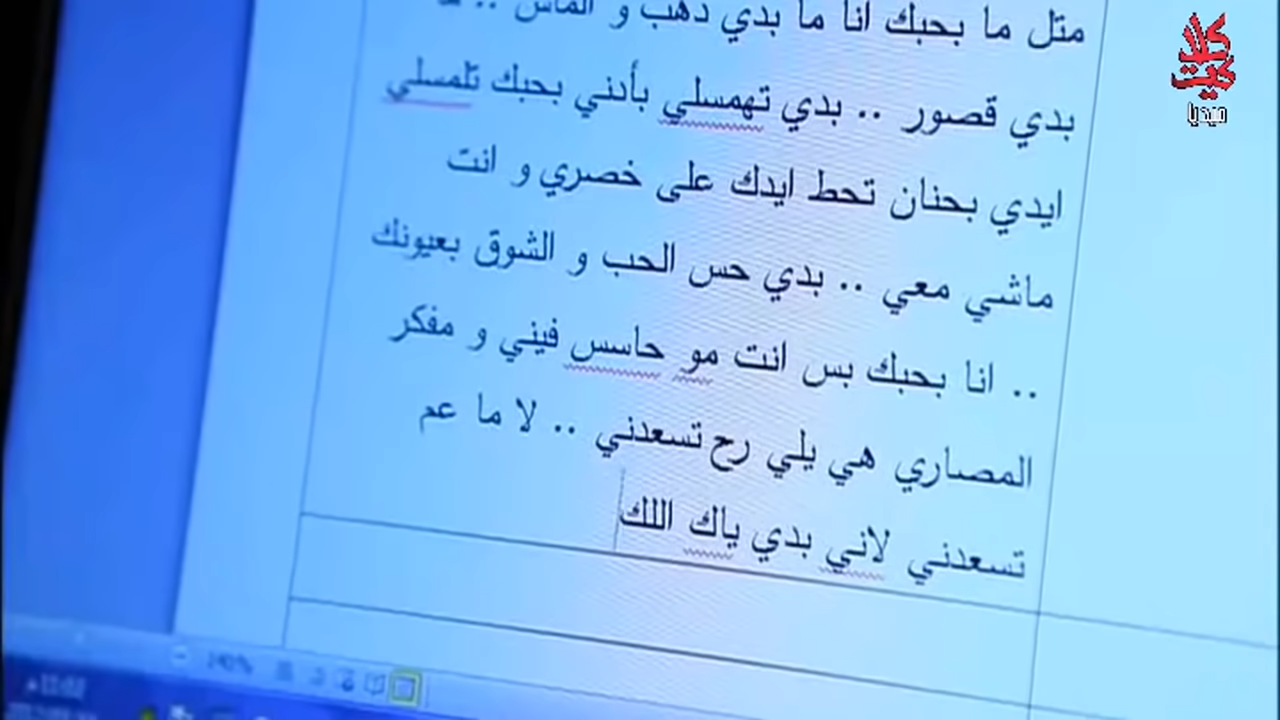 متل ما بحبك انا ما بدي دهب و الماس ..
بدي قصور .. بدي تهمسلي بأدني بحبك تلمسلي
ايدي بحنان تحط ايدك على خصري و انت
ماشي معي .. بدي حس الحب و الشوق بعيونك
.. انا بحبك بس انت مو حاسس فيني و مفكر
المصاري هي يلي رح تسعدني .. لا ما عم
تسعدني لاني بدي ياك اللك
كلاكيت
ميديا